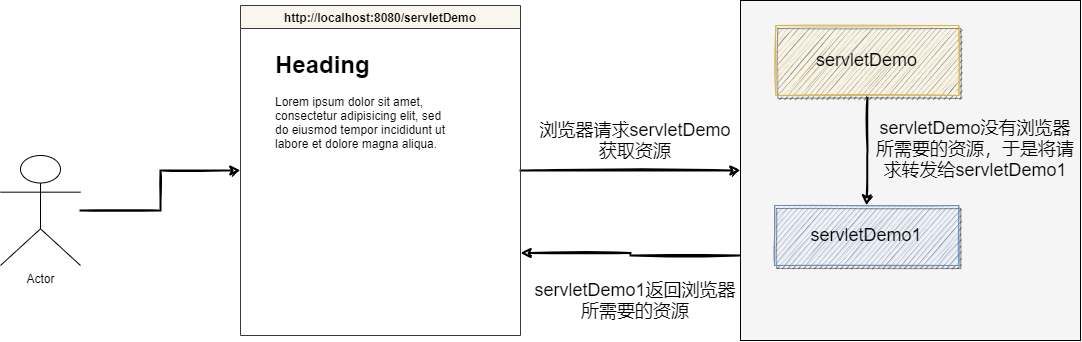 http://localhost:8080/servletDemo
Heading
Lorem ipsum dolor sit amet,
consectetur adipisicing elit, sed
do eiusmod tempor incididunt ut
labore et dolore magna aliqua.
Actor
浏览器请求servletDemo
获取资源
servletDemo1返回浏览器
所需要的资源
servletDemo
servletDemo没有浏览器
所需要的资源，于是将请
求转发给servletDemo1
servletDemo1